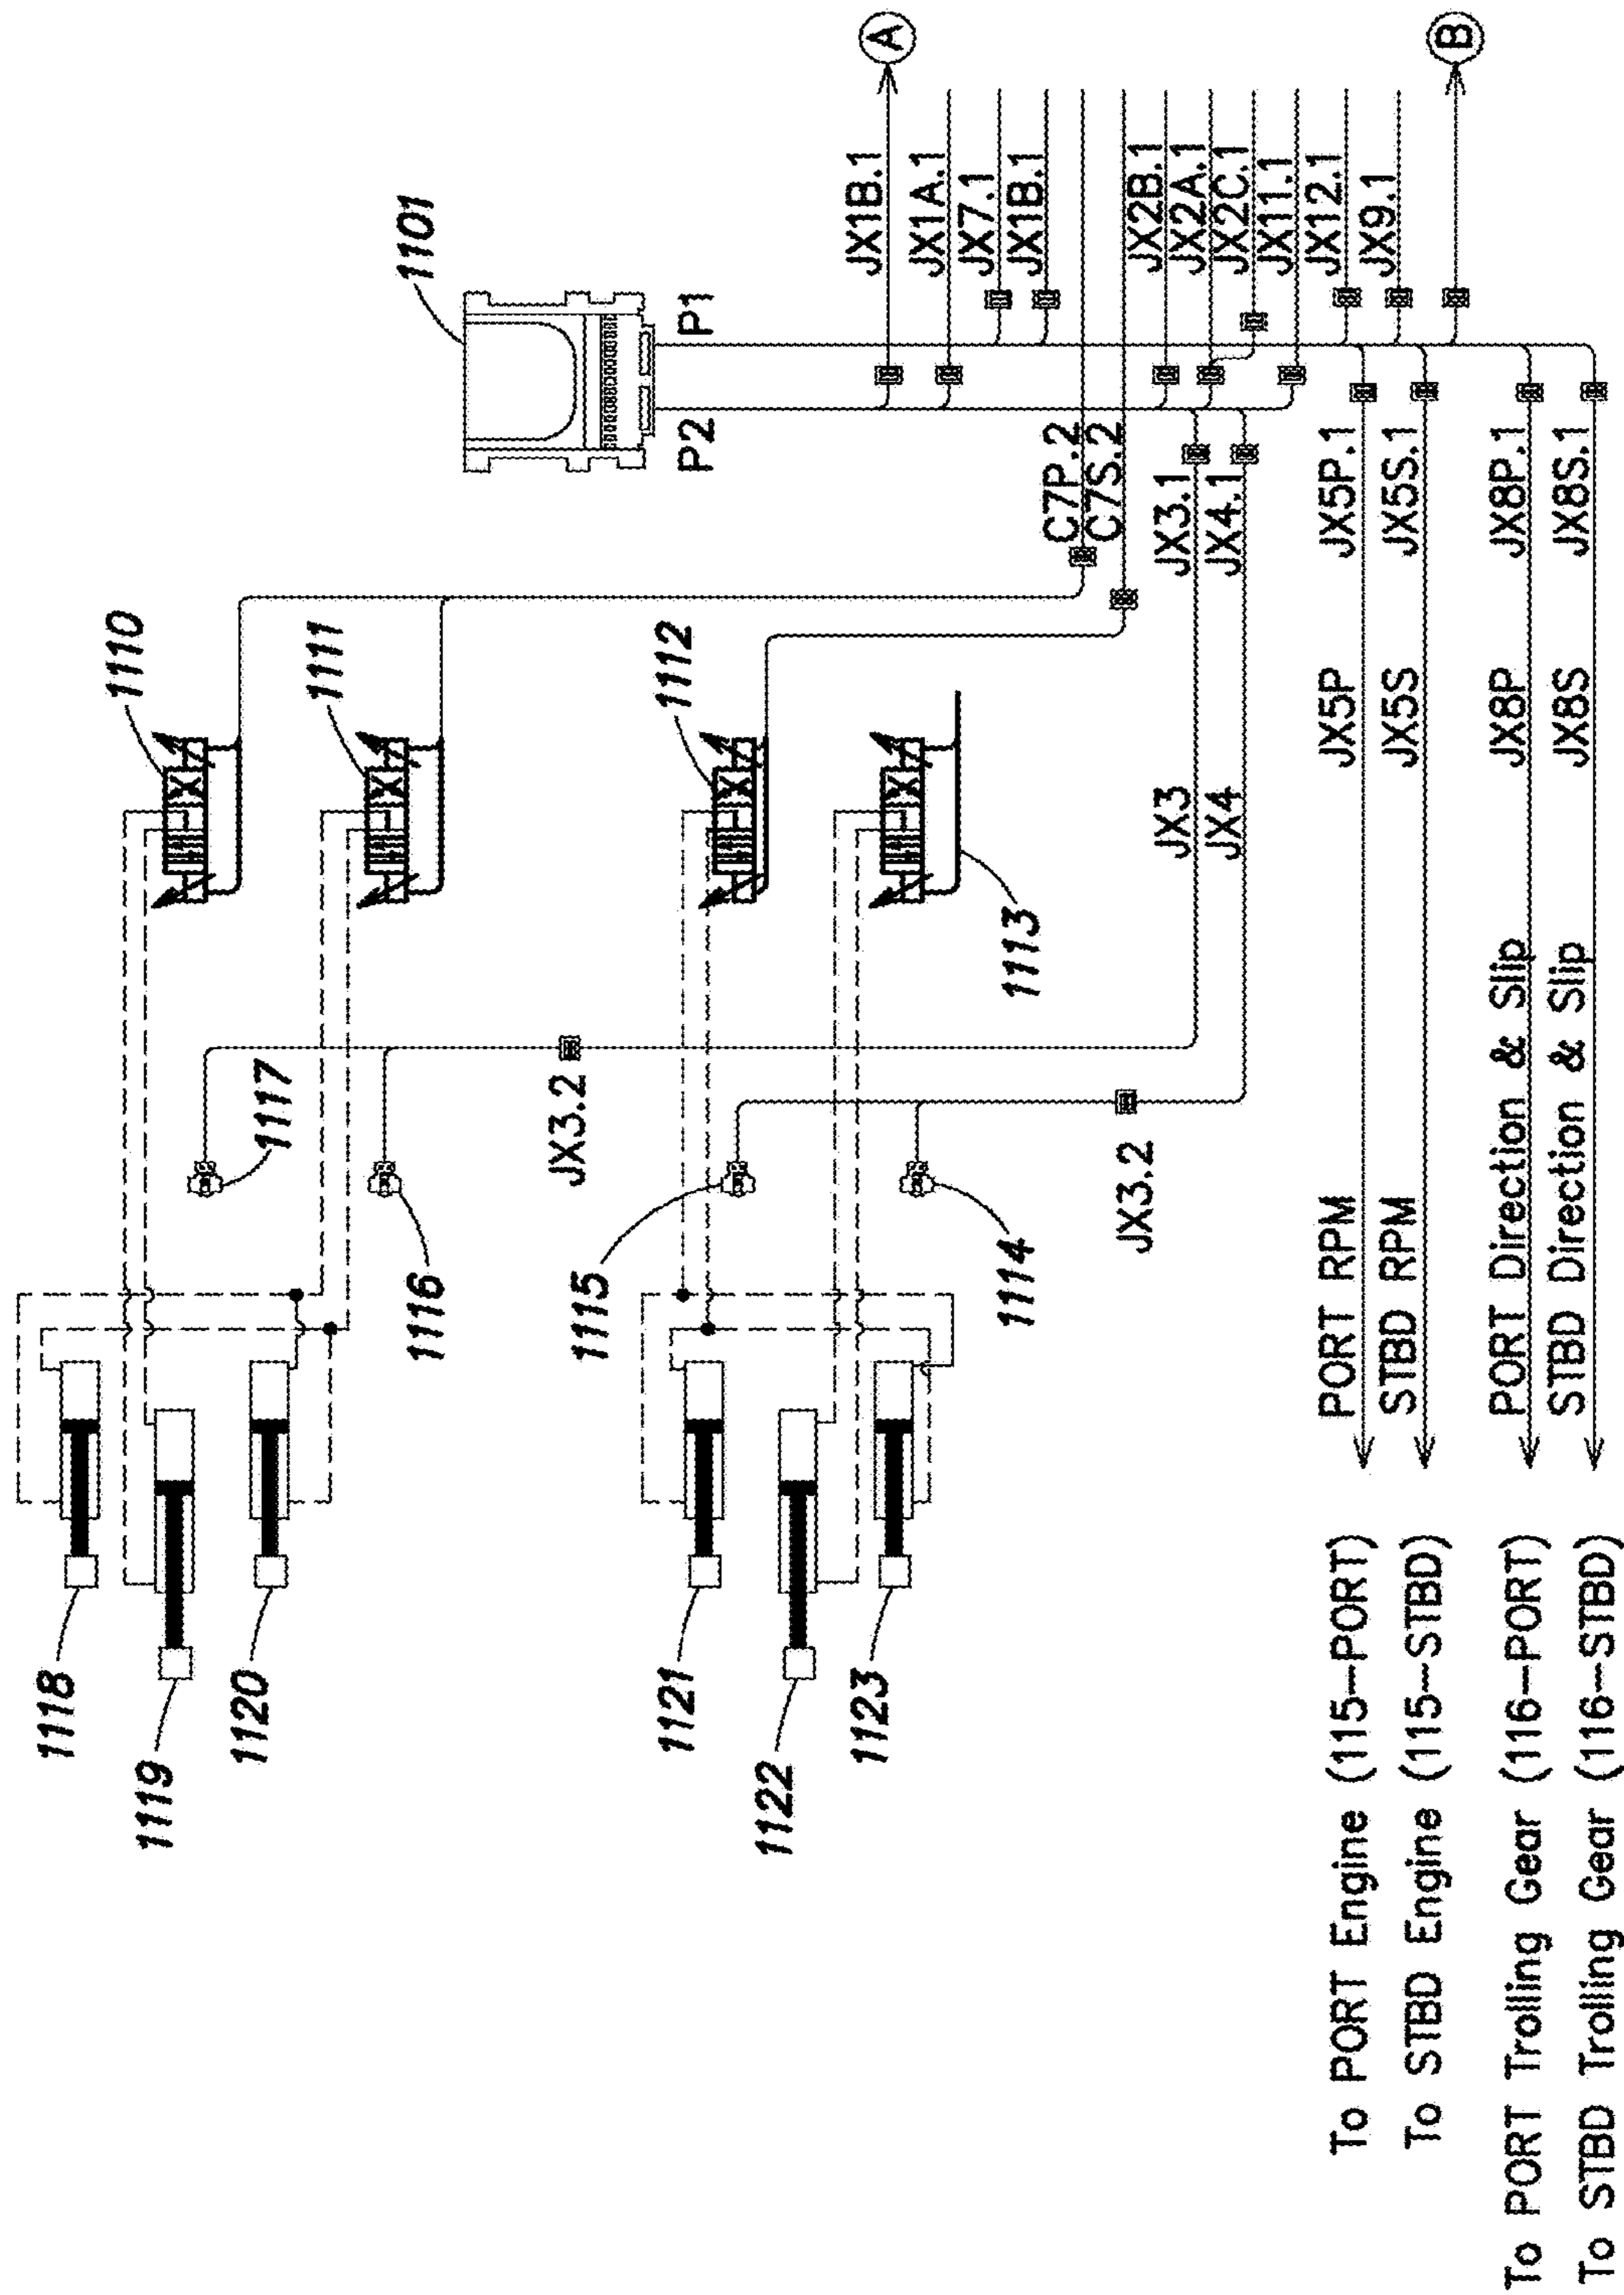 1101
P2
P1
A
JX1B.1
JX1A.1
JX7.1
JX1B.1
C7P.2
C7S.2
JX2B.1
JX2A.1
JX2C.1
JX11.1
JX12.1
JX9.1
B
JX3.1
JX4.1
JX3
JX4
1110
1111
1112
1113
1117
1116
JX3.2
1115
1114
JX3.2
1118
1119
1120
1121
1122
1123
To PORT Engine (115-PORT) PORT RPM JX5P JX5P.1
To STBD Engine (115-STBD) STBD RPM JX5S JX5S.1
To PORT Trolling Gear (116-PORT) PORT Direction & Slip JX8P JX8P.1
To STBD Trolling Gear (116-STBD) STBD Direction & Slip JX8S JX8S.1